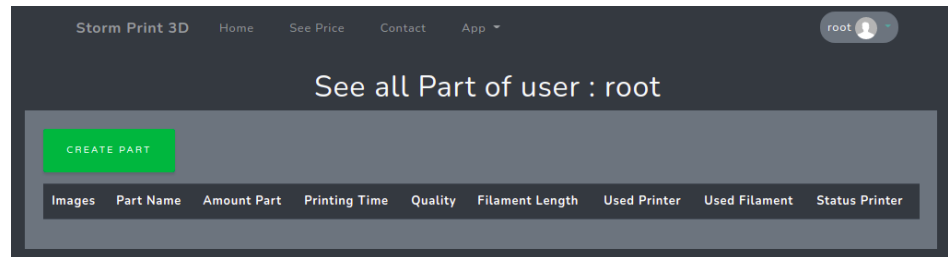 Storm Print 3D Home See Price Contact App root
See all Part of user : root
CREATE PART
Images Part Name Amount Part Printing Time Quality Filament Length Used Printer Used Filament Status Printer